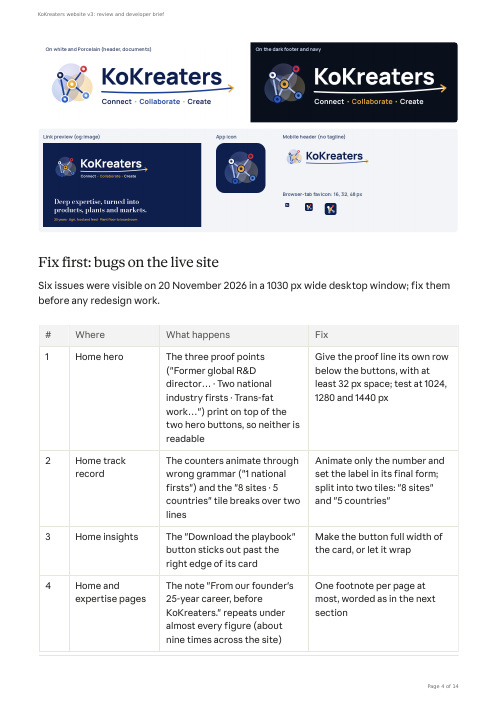 KoKreaters website v3: review and developer brief
On white and Porcelain (header, documents)
KoKreaters
Connect · Collaborate · Create
On the dark footer and navy
KoKreaters
Connect · Collaborate · Create
Link preview (og image)
KoKreaters
Connect · Collaborate · Create
Deep expertise, turned into
products, plants and markets.
App icon
Mobile header (no tagline)
KoKreaters
Browser-tab favicon: 16, 32, 48 px
K
K
Fix first: bugs on the live site
Six issues were visible on 20 November 2026 in a 1030 px wide desktop window; fix them
before any redesign work.
# Where What happens Fix
1 Home hero The three proof points Give the proof line its own row
("Former global R&D below the buttons, with at
director… · Two national least 32 px space; test at 1024,
industry firsts · Trans-fat 1280 and 1440 px
work…") print on top of the
two hero buttons, so neither is
readable
2 Home track The counters animate through Animate only the number and
record wrong grammar ("1 national set the label in its final form;
firsts") and the "8 sites · 5 split into two tiles: "8 sites"
countries" tile breaks over two and "5 countries"
lines
3 Home insights The "Download the playbook" Make the button full width of
button sticks out past the the card, or let it wrap
right edge of its card
4 Home and The note "From our founder's One footnote per page at
expertise pages 25-year career, before most, worded as in the next
KoKreaters." repeats under section
almost every figure (about
nine times across the site)
Page 4 of 14